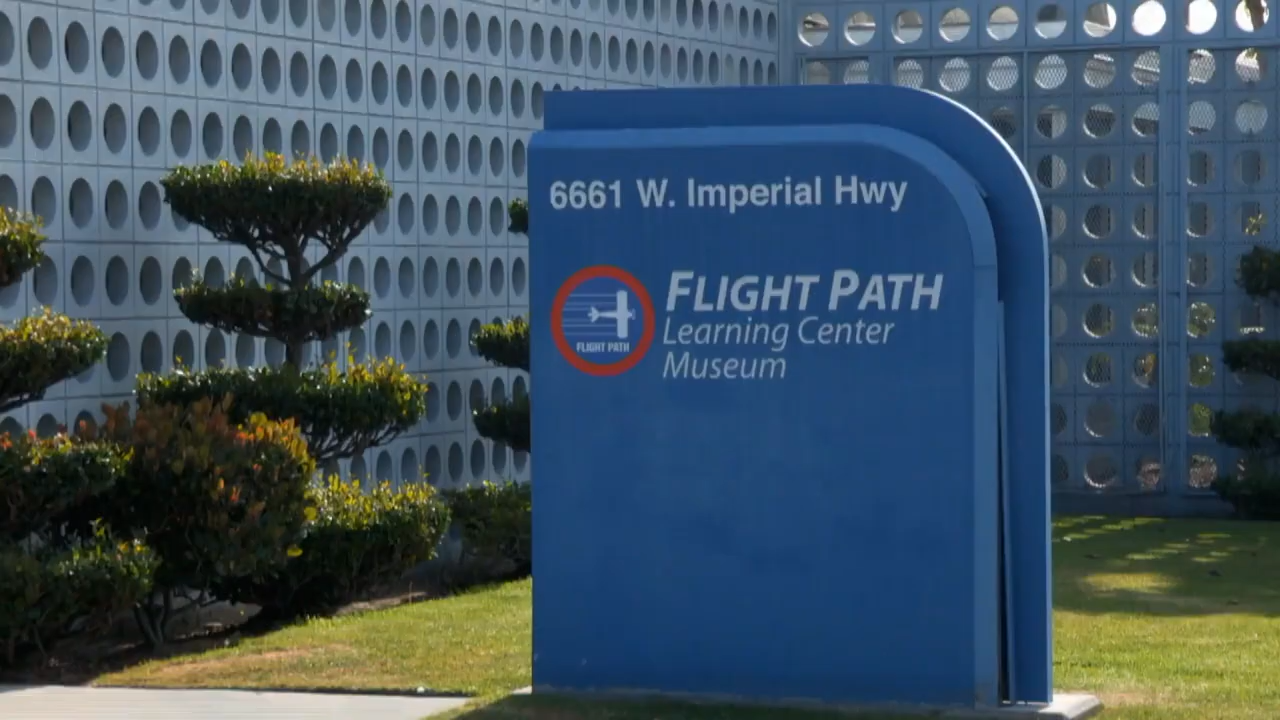 6661 W. Imperial Hwy
FLIGHT PATH
Learning Center
Museum
FLIGHT PATH